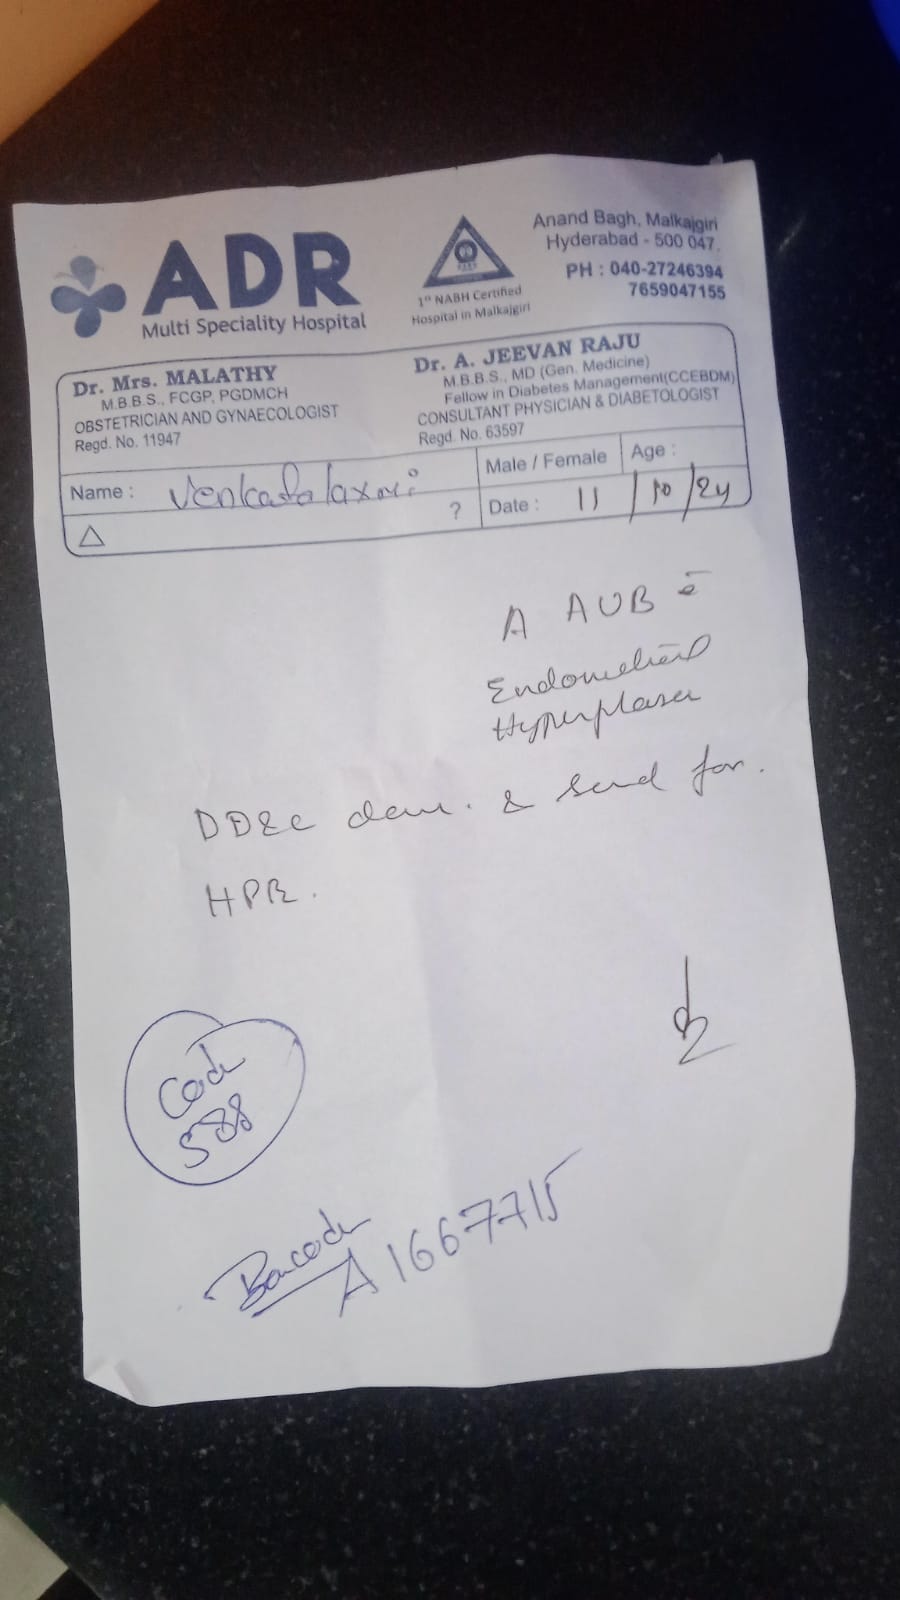 ADR
Multi Speciality Hospital
1st NABH Certified
Hospital in Malkajgiri
Anand Bagh, Malkajgiri
Hyderabad - 500 047.
PH : 040-27246394
7659047155
Dr. Mrs. MALATHY
M.B.B.S., FCGP, PGDMCH
OBSTETRICIAN AND GYNAECOLOGIST
Regd. No. 11947
Dr. A. JEEVAN RAJU
M.B.B.S., MD (Gen. Medicine)
Fellow in Diabetes Management(CCEBDM)
CONSULTANT PHYSICIAN & DIABETOLOGIST
Regd. No. 63597
Name : Venkatalaxmi
Male / Female Age :
△ ? Date : 11/10/24
AUB c̄
Endometrial
Hyperplasia
D&C & send for.
HPR.
Code
588
Barcode
A1667715